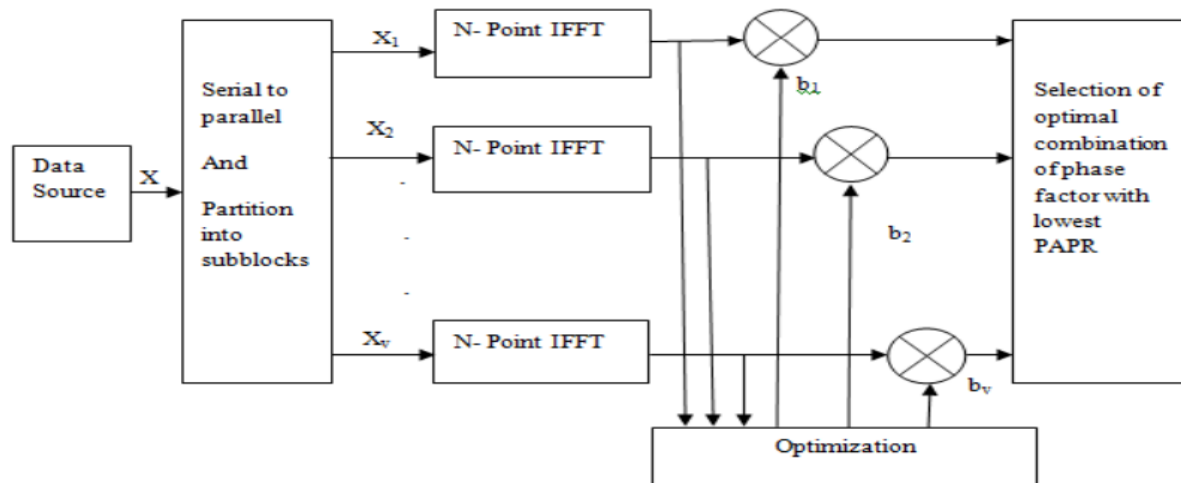 Data
Source
X
Serial to
parallel
And
Partition
into
subblocks
X₁
N- Point IFFT
b₁
X₂
N- Point IFFT
b₂
Xᵥ
N- Point IFFT
bᵥ
Optimization
Selection of
optimal
combination
of phase
factor with
lowest
PAPR